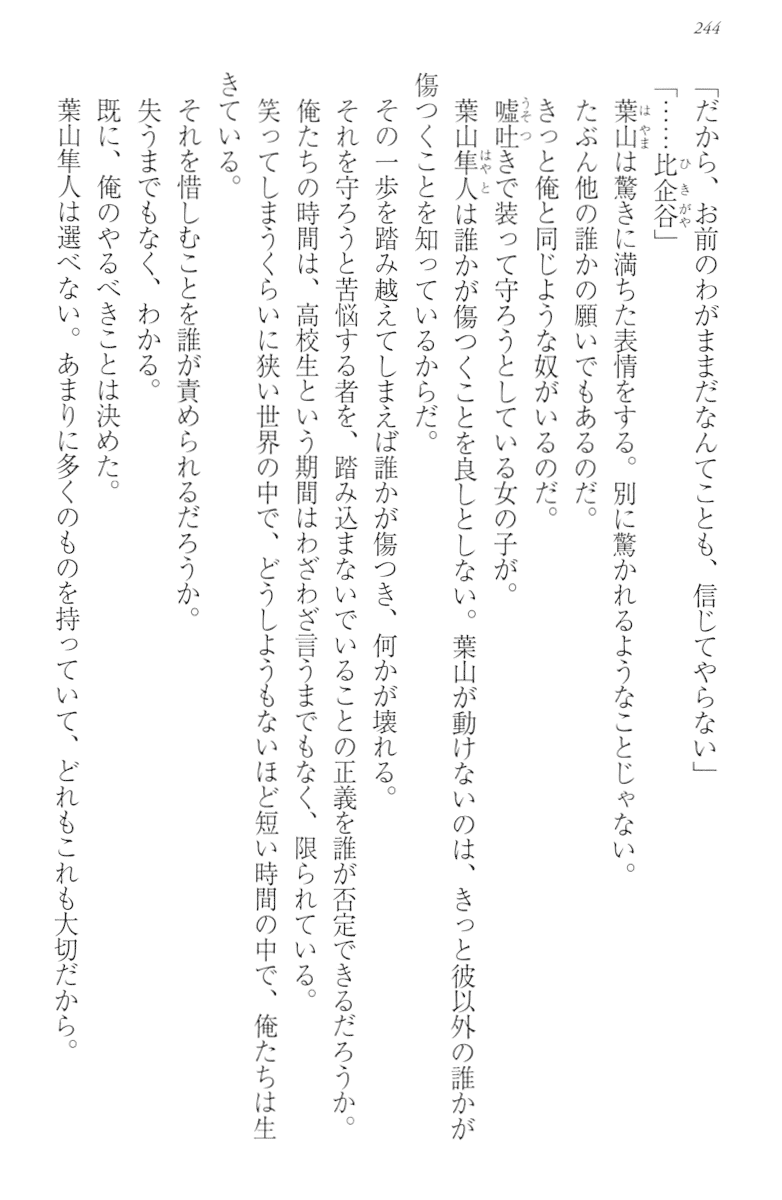 244
「だから、お前のわがままだなんてことも、信じてやらない」
「……比企谷」
葉山は驚きに満ちた表情をする。別に驚かれるようなことじゃない。
たぶん他の誰かの願いでもあるのだ。
きっと俺と同じような奴がいるのだ。
嘘吐きで装って守ろうとしている女の子が。
葉山隼人は誰かが傷つくことを良しとしない。葉山が動けないのは、きっと彼以外の誰かが
傷つくことを知っているからだ。
その一歩を踏み越えてしまえば誰かが傷つき、何かが壊れる。
それを守ろうと苦悩する者を、踏み込まないでいることの正義を誰が否定できるだろうか。
俺たちの時間は、高校生という期間はわざわざ言うまでもなく、限られている。
笑ってしまうくらいに狭い世界の中で、どうしようもないほど短い時間の中で、俺たちは生
きている。
それを惜しむことを誰が責められるだろうか。
失うまでもなく、わかる。
既に、俺のやるべきことは決めた。
葉山隼人は選べない。あまりに多くのものを持っていて、どれもこれも大切だから。